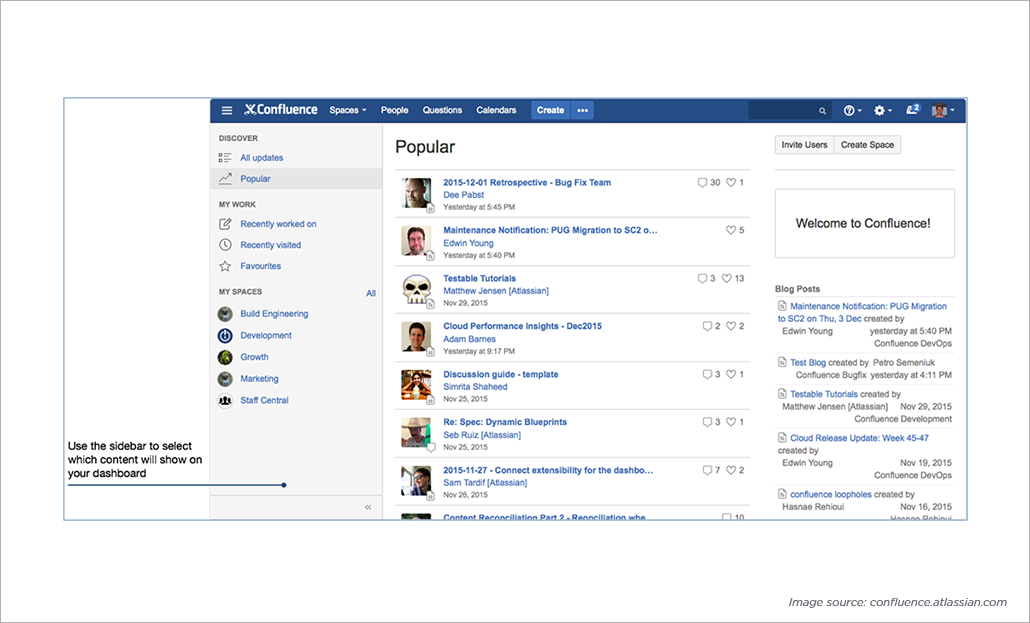 Confluence Spaces People Questions Calendars Create ••• 2
DISCOVER
All updates
Popular
MY WORK
Recently worked on
Recently visited
Favourites
MY SPACES All
Build Engineering
Development
Growth
Marketing
Staff Central
«
Use the sidebar to select
which content will show on
your dashboard
Popular
2015-12-01 Retrospective - Bug Fix Team 30 1
Dee Pabst
Yesterday at 5:45 PM
Maintenance Notification: PUG Migration to SC2 o... 5
Edwin Young
Yesterday at 5:40 PM
Testable Tutorials 3 13
Matthew Jensen [Atlassian]
Nov 29, 2015
Cloud Performance Insights - Dec2015 2 2
Adam Barnes
Yesterday at 9:17 PM
Discussion guide - template 3 1
Simrita Shaheed
Nov 25, 2015
Re: Spec: Dynamic Blueprints 3 1
Seb Ruiz [Atlassian]
Nov 25, 2015
2015-11-27 - Connect extensibility for the dashbo... 7 2
Sam Tardif [Atlassian]
Nov 26, 2015
Content Reconciliation Part 2 - Reonciliation whe 10
Invite Users Create Space
Welcome to Confluence!
Blog Posts
Maintenance Notification: PUG Migration
to SC2 on Thu, 3 Dec created by
Edwin Young yesterday at 5:40 PM
Confluence DevOps
Test Blog created by Petro Semeniuk
Confluence Bugfix yesterday at 4:11 PM
Testable Tutorials created by
Matthew Jensen [Atlassian] Nov 29, 2015
Confluence Development
Cloud Release Update: Week 45-47
created by
Edwin Young Nov 19, 2015
Confluence DevOps
confluence loopholes created by
Hasnae Rehioui Nov 16, 2015
Hasnae Rehioui
Image source: confluence.atlassian.com